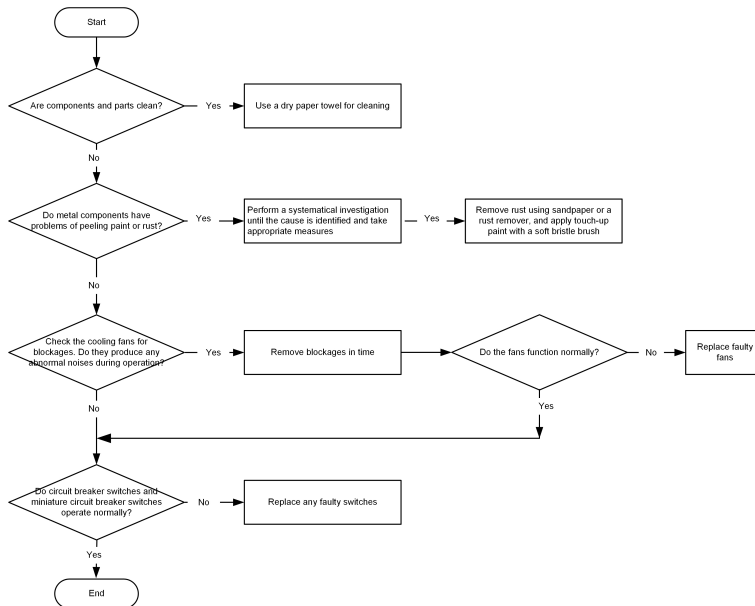 Start
Are components and parts clean?
Yes
Use a dry paper towel for cleaning
No
Do metal components have
problems of peeling paint or rust?
Yes
Perform a systematical investigation
until the cause is identified and take
appropriate measures
Yes
Remove rust using sandpaper or a
rust remover, and apply touch-up
paint with a soft bristle brush
No
Check the cooling fans for
blockages. Do they produce any
abnormal noises during operation?
Yes
Remove blockages in time
Do the fans function normally?
No
Replace faulty
fans
No
Yes
Do circuit breaker switches and
miniature circuit breaker switches
operate normally?
No
Replace any faulty switches
Yes
End